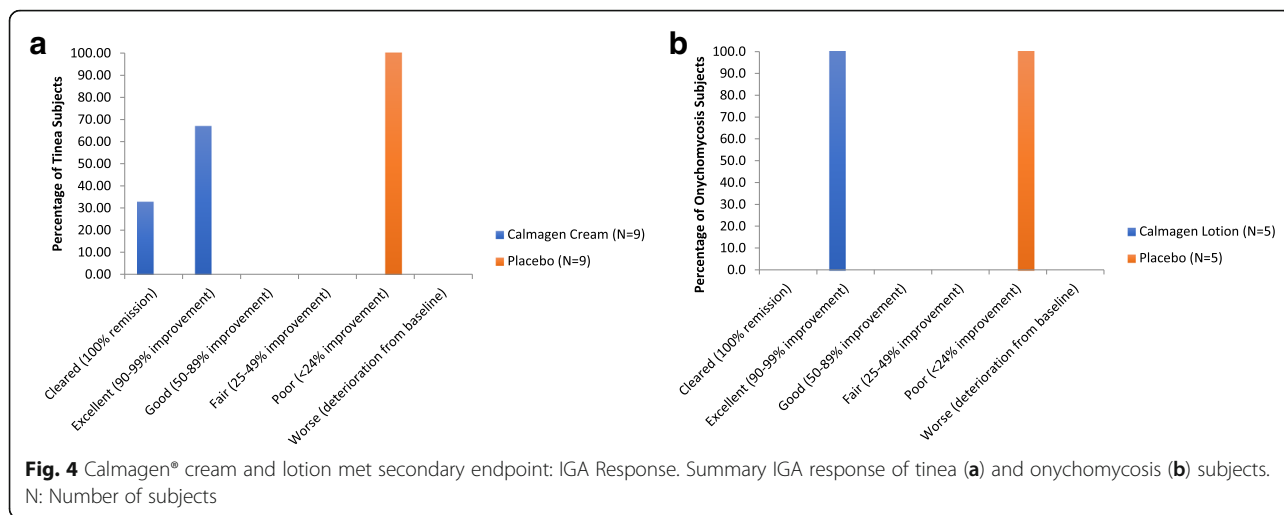 a
100.00
90.00
80.00
70.00
60.00
50.00
40.00
30.00
20.00
10.00
0.00
Percentage of Tinea Subjects
Cleared (100% remission)
Excellent (90-99% improvement)
Good (50-89% improvement)
Fair (25-49% improvement)
Poor (<24% improvement)
Worse (deterioration from baseline)
Calmagen Cream (N=9)
Placebo (N=9)
b
100.0
90.0
80.0
70.0
60.0
50.0
40.0
30.0
20.0
10.0
0.0
Percentage of Onychomycosis Subjects
Cleared (100% remission)
Excellent (90-99% improvement)
Good (50-89% improvement)
Fair (25-49% improvement)
Poor (<24% improvement)
Worse (deterioration from baseline)
Calmagen Lotion (N=5)
Placebo (N=5)
Fig. 4 Calmagen® cream and lotion met secondary endpoint: IGA Response. Summary IGA response of tinea (a) and onychomycosis (b) subjects.
N: Number of subjects